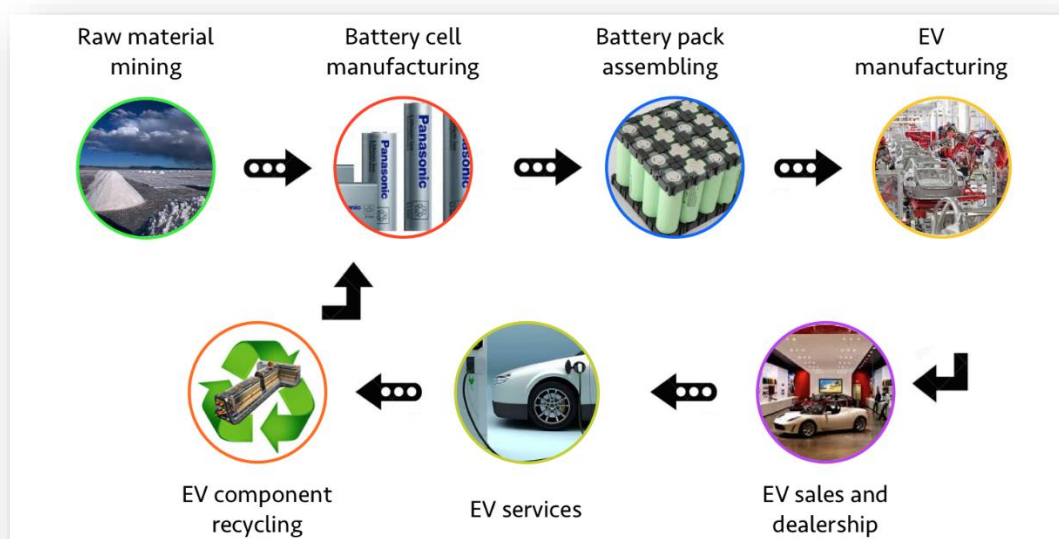 Raw material
mining
Battery cell
manufacturing
Battery pack
assembling
EV
manufacturing
Panasonic
Panasonic
EV component
recycling
EV services
EV sales and
dealership